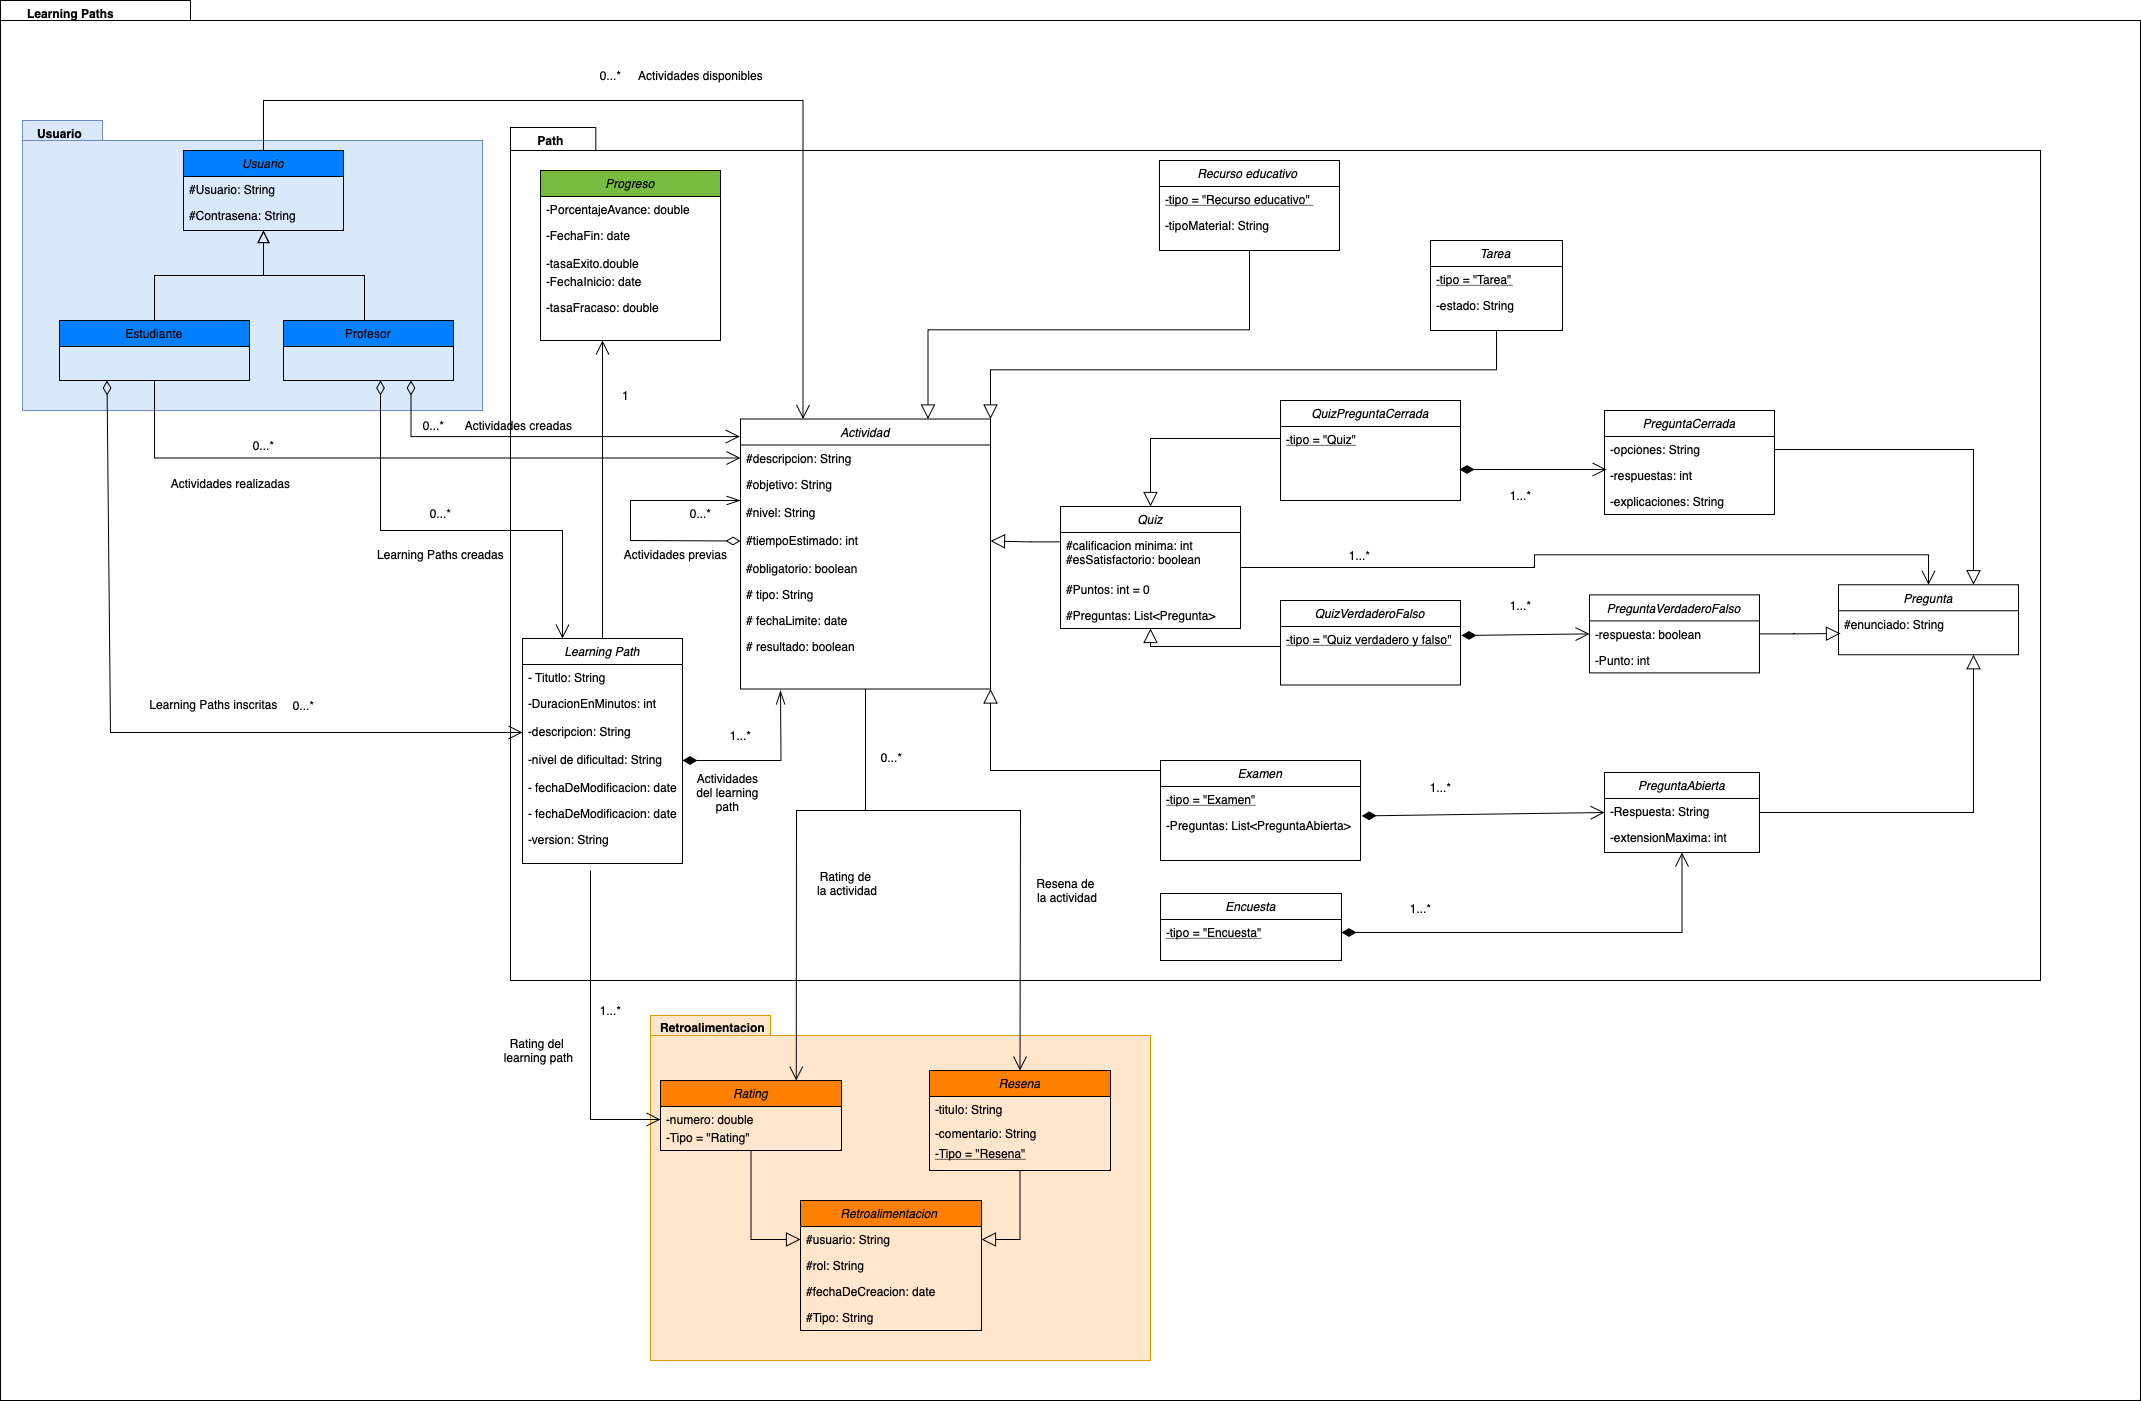 Learning Paths
0...* Actividades disponibles
Usuario
Usuario
#Usuario: String
#Contrasena: String
Estudiante
Profesor
Path
Progreso
-PorcentajeAvance: double
-FechaFin: date
-tasaExito.double
-FechaInicio: date
-tasaFracaso: double
1
Recurso educativo
-tipo = "Recurso educativo"
-tipoMaterial: String
Tarea
-tipo = "Tarea"
-estado: String
0...* Actividades creadas
0...*
Actividades realizadas
0...*
Learning Paths creadas
0...*
Actividades previas
Learning Paths inscritas 0...*
Actividad
#descripcion: String
#objetivo: String
#nivel: String
#tiempoEstimado: int
#obligatorio: boolean
# tipo: String
# fechaLimite: date
# resultado: boolean
QuizPreguntaCerrada
-tipo = "Quiz"
1...*
PreguntaCerrada
-opciones: String
-respuestas: int
-explicaciones: String
Quiz
#calificacion minima: int
#esSatisfactorio: boolean
#Puntos: int = 0
#Preguntas: List<Pregunta>
1...*
QuizVerdaderoFalso
-tipo = "Quiz verdadero y falso"
1...*
PreguntaVerdaderoFalso
-respuesta: boolean
-Punto: int
Pregunta
#enunciado: String
Learning Path
- Titutlo: String
-DuracionEnMinutos: int
-descripcion: String
-nivel de dificultad: String
- fechaDeModificacion: date
- fechaDeModificacion: date
-version: String
1...*
Actividades
del learning
path
0...*
Rating de
la actividad
Resena de
la actividad
Examen
-tipo = "Examen"
-Preguntas: List<PreguntaAbierta>
1...*
PreguntaAbierta
-Respuesta: String
-extensionMaxima: int
Encuesta
-tipo = "Encuesta"
1...*
1...*
Rating del
learning path
Retroalimentacion
Rating
-numero: double
-Tipo = "Rating"
Resena
-titulo: String
-comentario: String
-Tipo = "Resena"
Retroalimentacion
#usuario: String
#rol: String
#fechaDeCreacion: date
#Tipo: String